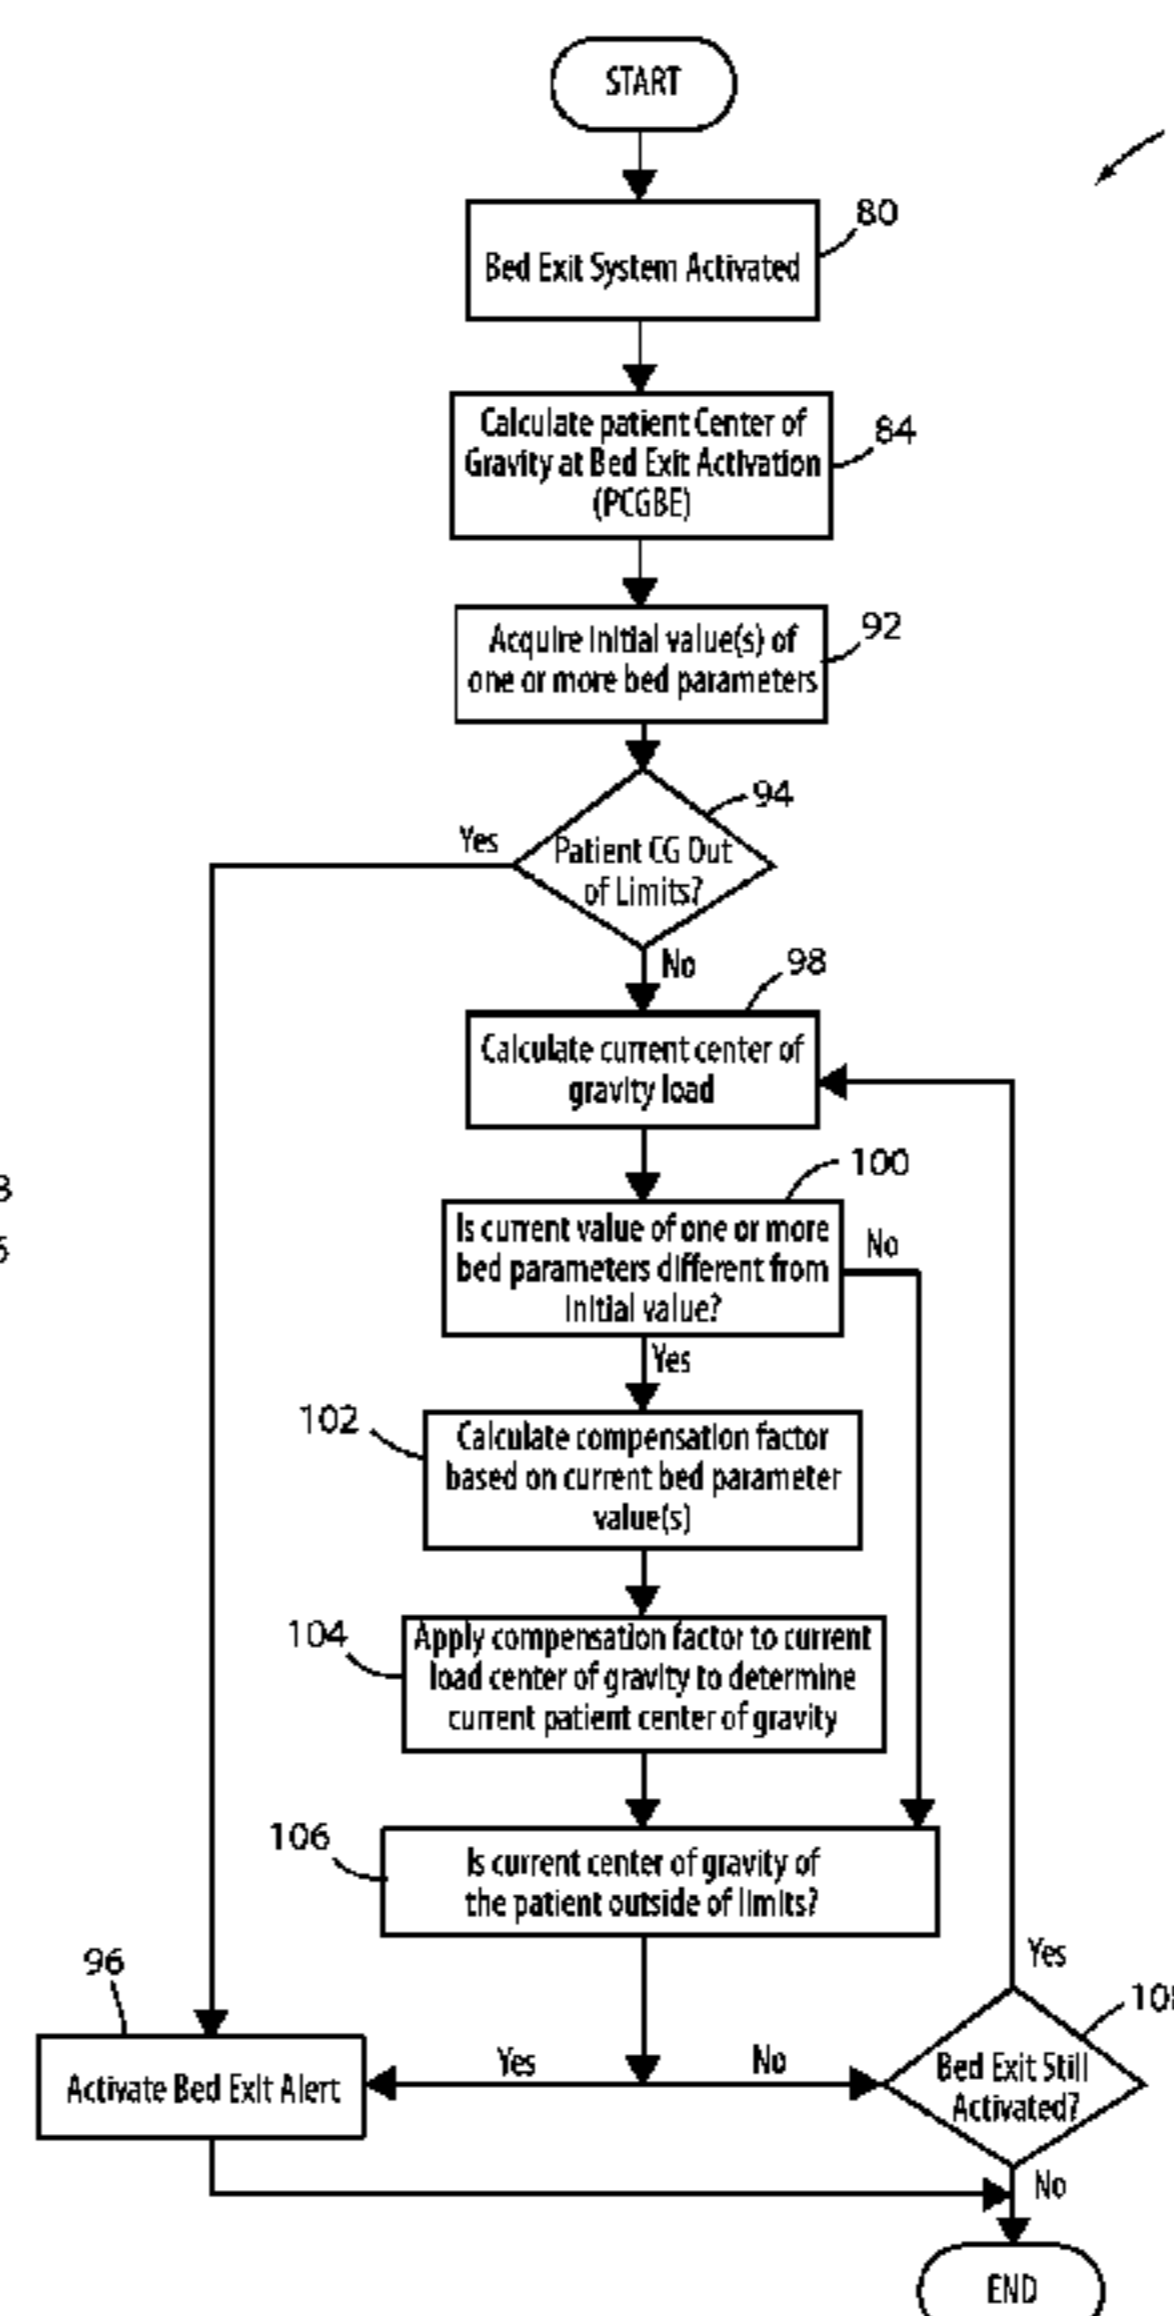 START
80
Bed Exit System Activated
84
Calculate patient Center of
Gravity at Bed Exit Activation
(PCGBE)
92
Acquire initial value(s) of
one or more bed parameters
94
Yes
Patient CG Out
of Limits?
No
98
Calculate current center of
gravity load
100
Is current value of one or more
bed parameters different from
initial value?
No
Yes
102
Calculate compensation factor
based on current bed parameter
value(s)
104
Apply compensation factor to current
load center of gravity to determine
current patient center of gravity
106
Is current center of gravity of
the patient outside of limits?
96
Yes
Activate Bed Exit Alert
Yes
No
Bed Exit Still
Activated?
No
END